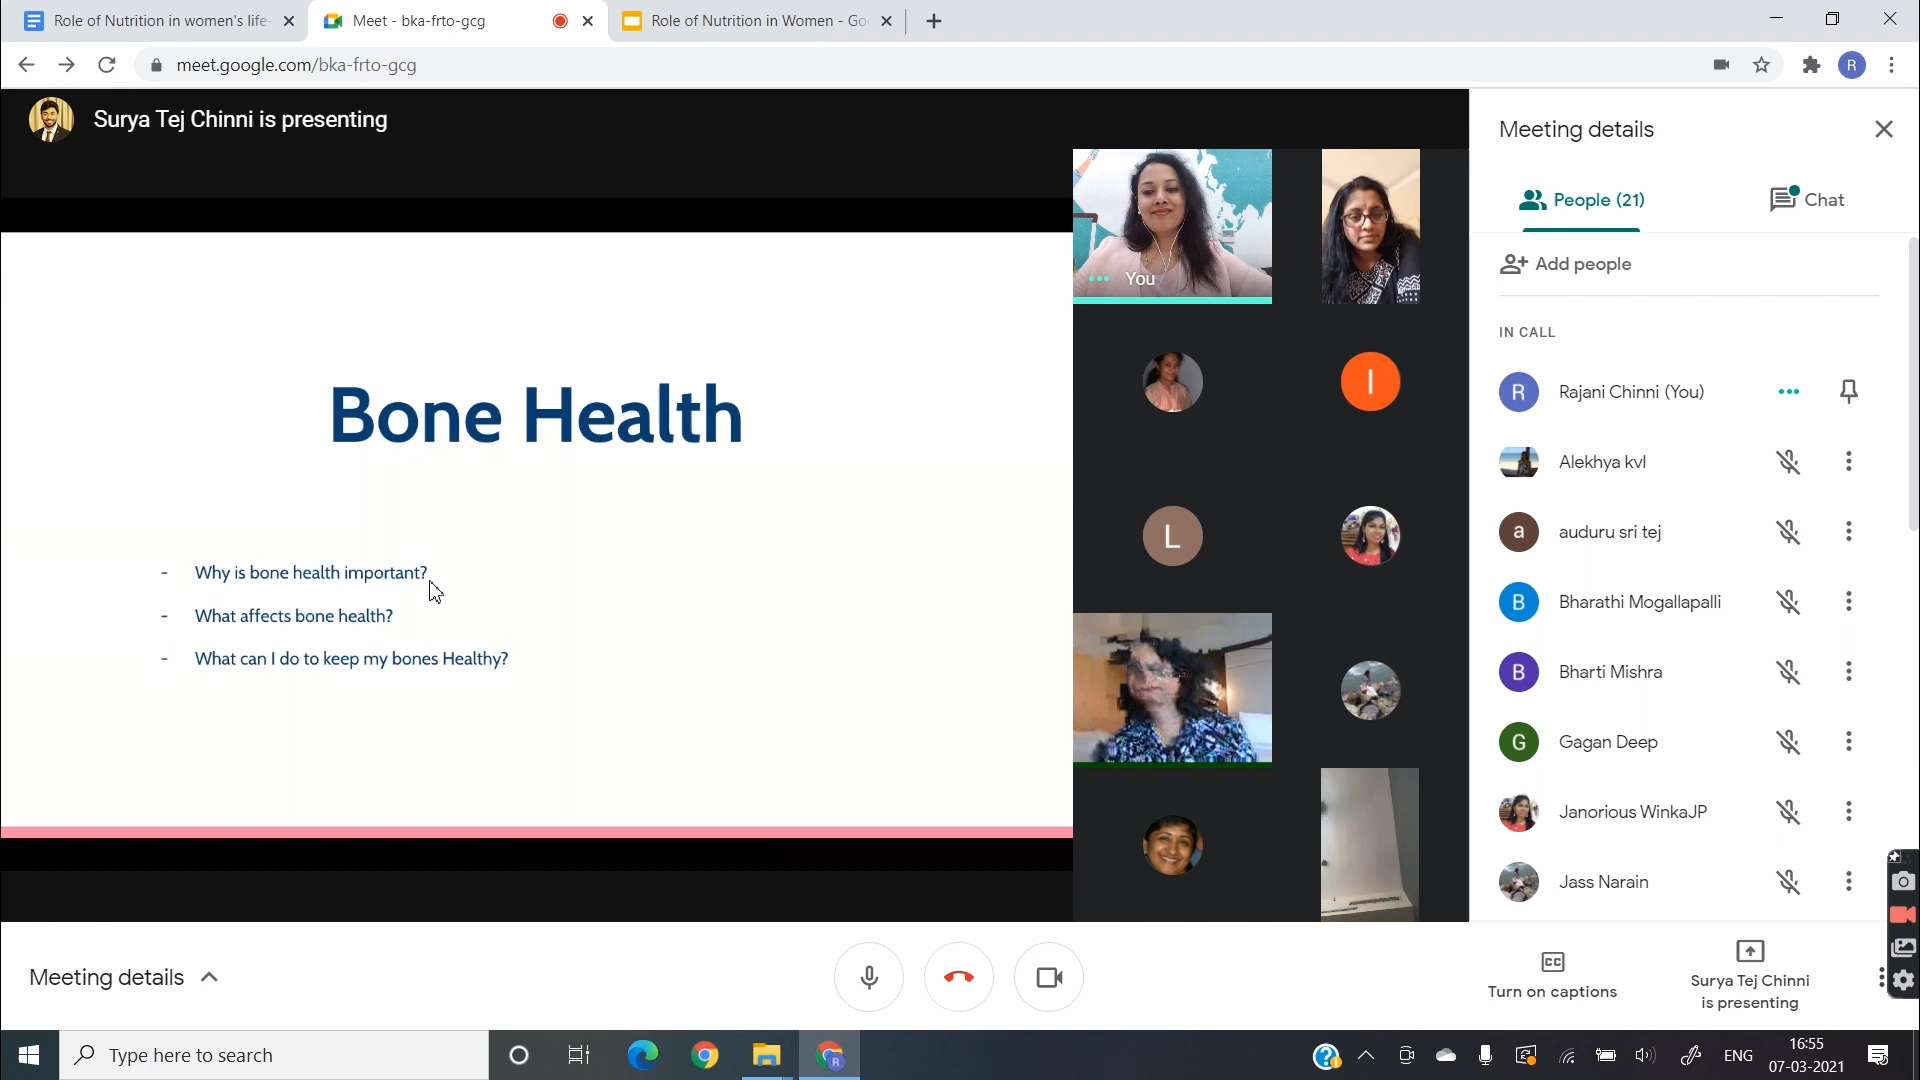 Role of Nutrition in women's life-
Meet - bka-frto-gcg
Role of Nutrition in Women - Goo
meet.google.com/bka-frto-gcg
R
Surya Tej Chinni is presenting
Bone Health
- Why is bone health important?
- What affects bone health?
- What can I do to keep my bones Healthy?
You
I
L
Meeting details
People (21)
Chat
Add people
IN CALL
R Rajani Chinni (You)
Alekhya kvl
a auduru sri tej
B Bharathi Mogallapalli
B Bharti Mishra
G Gagan Deep
Janorious WinkaJP
Jass Narain
Meeting details
CC
Turn on captions
Surya Tej Chinni
is presenting
Type here to search
R
ENG
16:55
07-03-2021